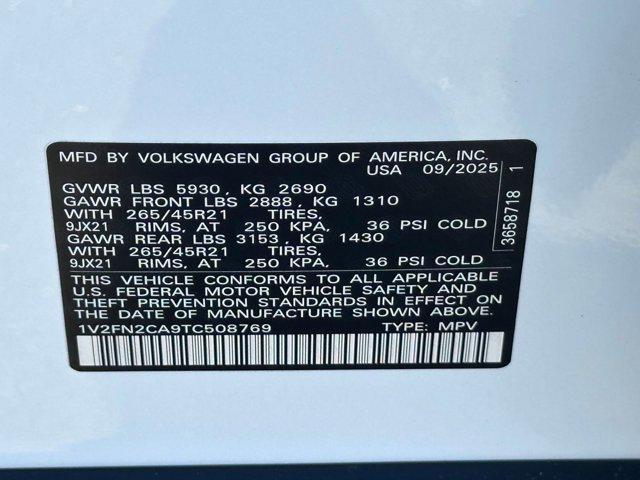 MFD BY VOLKSWAGEN GROUP OF AMERICA, INC.
USA 09/2025
GVWR LBS 5930 , KG 2690
GAWR FRONT LBS 2888 , KG 1310
WITH 265/45R21 TIRES,
9JX21 RIMS, AT 250 KPA, 36 PSI COLD
GAWR REAR LBS 3153 , KG 1430
WITH 265/45R21 TIRES,
9JX21 RIMS, AT 250 KPA, 36 PSI COLD
THIS VEHICLE CONFORMS TO ALL APPLICABLE
U.S. FEDERAL MOTOR VEHICLE SAFETY AND
THEFT PREVENTION STANDARDS IN EFFECT ON
THE DATE OF MANUFACTURE SHOWN ABOVE.
1V2FN2CA9TC508769 TYPE: MPV
3658718 1